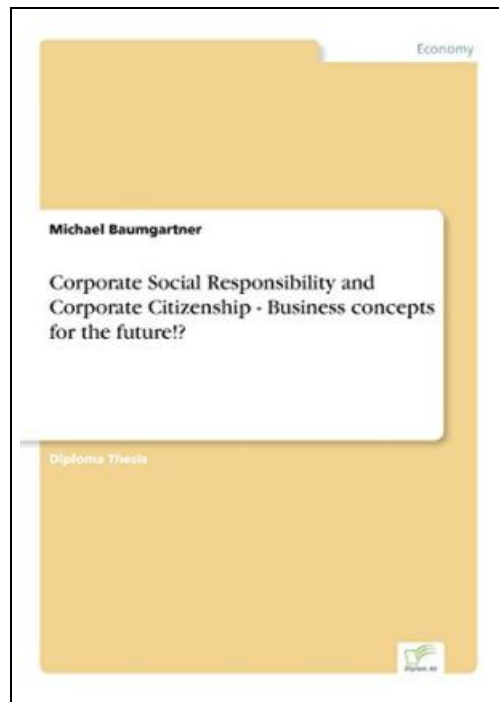 Economy
Michael Baumgartner
Corporate Social Responsibility and
Corporate Citizenship - Business concepts
for the future!?
Diploma Thesis